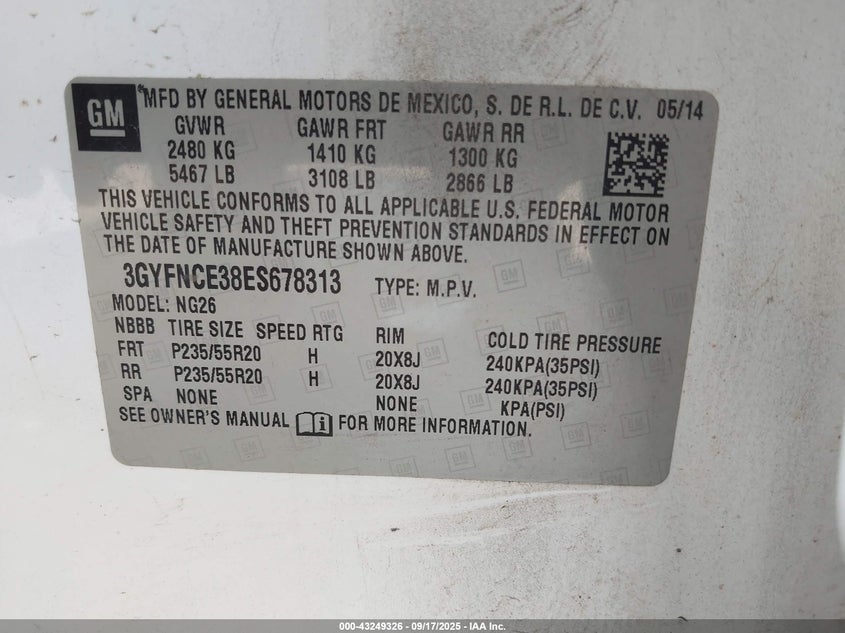 GM
*MFD BY GENERAL MOTORS DE MEXICO, S. DE R.L. DE C.V. 05/14
GVWR GAWR FRT GAWR RR
2480 KG 1410 KG 1300 KG
5467 LB 3108 LB 2866 LB
THIS VEHICLE CONFORMS TO ALL APPLICABLE U.S. FEDERAL MOTOR
VEHICLE SAFETY AND THEFT PREVENTION STANDARDS IN EFFECT ON
THE DATE OF MANUFACTURE SHOWN ABOVE.
3GYFNCE38ES678313 TYPE: M.P.V.
MODEL: NG26
NBBB TIRE SIZE SPEED RTG RIM COLD TIRE PRESSURE
FRT P235/55R20 H 20X8J 240KPA(35PSI)
RR P235/55R20 H 20X8J 240KPA(35PSI)
SPA NONE NONE KPA(PSI)
SEE OWNER'S MANUAL i FOR MORE INFORMATION.
000-43249326 - 09/17/2025 - IAA Inc.